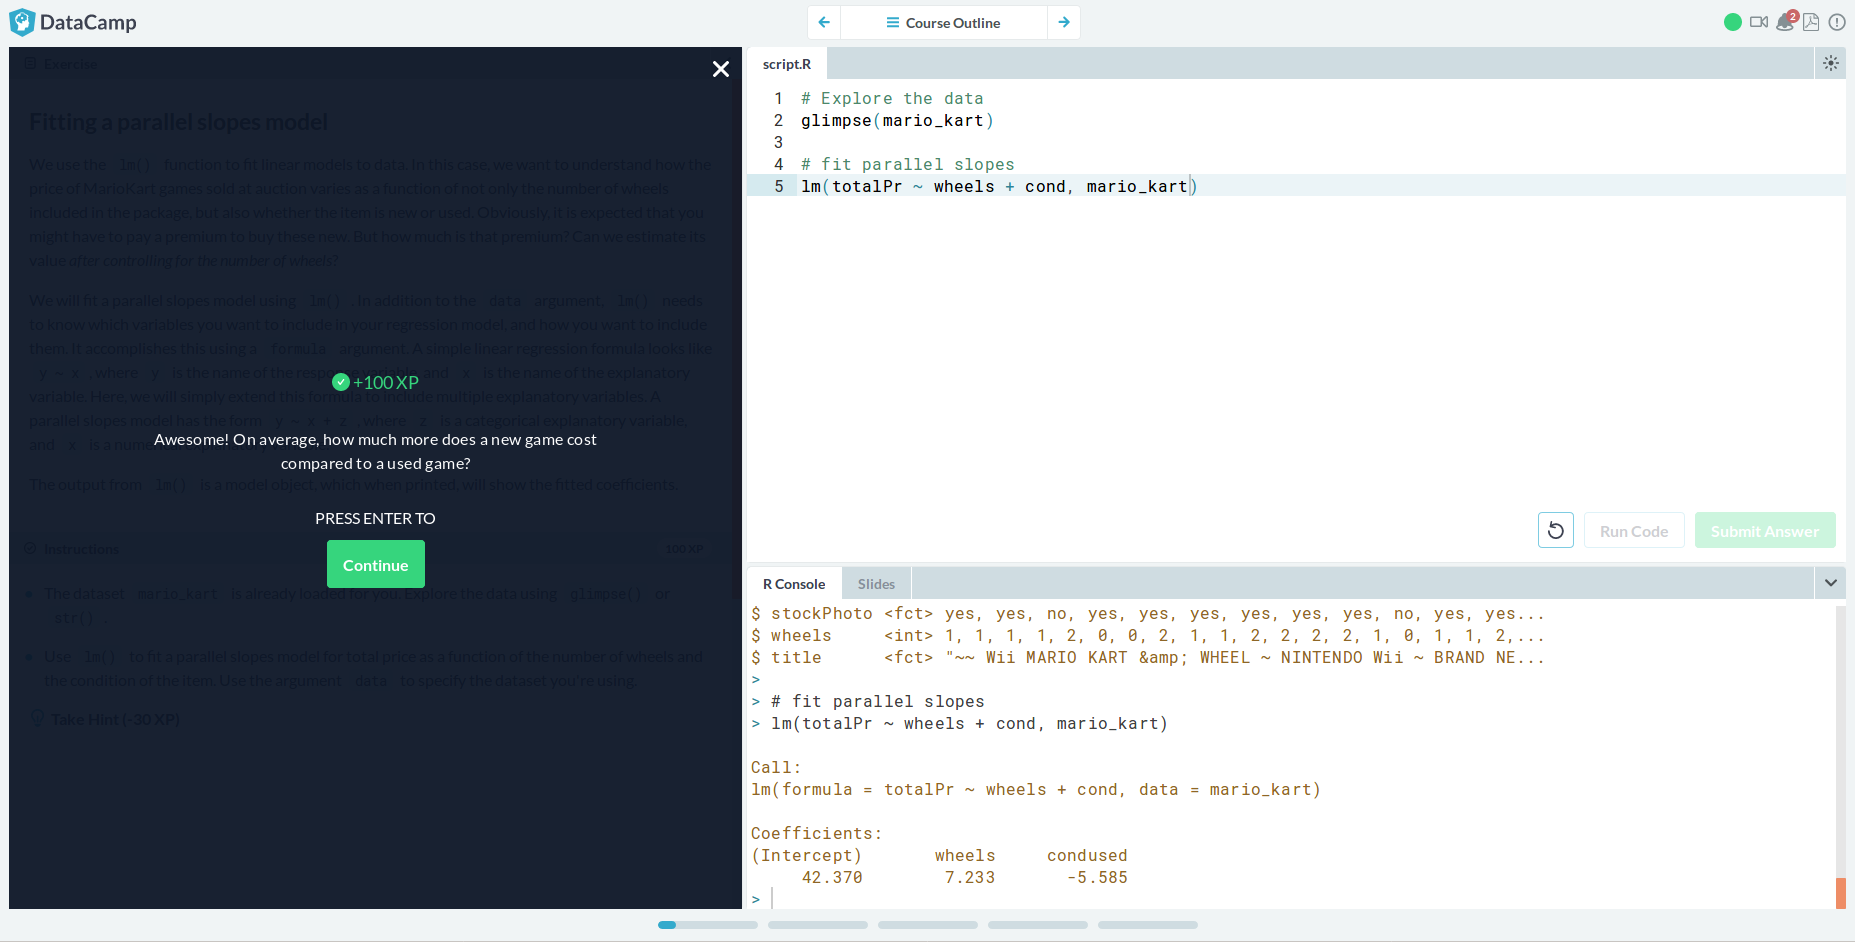 DataCamp
Course Outline
2
Exercise
Fitting a parallel slopes model
We use the lm() function to fit linear models to data. In this case, we want to understand how the
price of MarioKart games sold at auction varies as a function of not only the number of wheels
included in the package, but also whether the item is new or used. Obviously, it is expected that you
might have to pay a premium to buy these new. But how much is that premium? Can we estimate its
value after controlling for the number of wheels?
We will fit a parallel slopes model using lm() . In addition to the data argument, lm() needs
to know which variables you want to include in your regression model, and how you want to include
them. It accomplishes this using a formula argument. A simple linear regression formula looks like
y ~ x , where y is the name of the response variable and x is the name of the explanatory
variable. Here, we will simply extend this formula to include multiple explanatory variables. A
parallel slopes model has the form y ~ x + z , where z is a categorical explanatory variable,
and x is a numerical explanatory
The output from lm() is a model object, which when printed, will show the fitted coefficients.
+100 XP
Awesome! On average, how much more does a new game cost
compared to a used game?
PRESS ENTER TO
Continue
Instructions
100 XP
The dataset mario_kart is already loaded for you. Explore the data using glimpse() or
str() .
Use lm() to fit a parallel slopes model for total price as a function of the number of wheels and
the condition of the item. Use the argument data to specify the dataset you're using.
Take Hint (-30 XP)
script.R
1 # Explore the data
2 glimpse(mario_kart)
3
4 # fit parallel slopes
5 lm(totalPr ~ wheels + cond, mario_kart)
Run Code
Submit Answer
R Console
Slides
$ stockPhoto <fct> yes, yes, no, yes, yes, yes, yes, yes, yes, no, yes, yes...
$ wheels <int> 1, 1, 1, 1, 2, 0, 0, 2, 1, 1, 2, 2, 2, 2, 1, 0, 1, 1, 2,...
$ title <fct> "~~ Wii MARIO KART &amp; WHEEL ~ NINTENDO Wii ~ BRAND NE...
>
> # fit parallel slopes
> lm(totalPr ~ wheels + cond, mario_kart)
Call:
lm(formula = totalPr ~ wheels + cond, data = mario_kart)
Coefficients:
(Intercept) wheels condused
42.370 7.233 -5.585
>